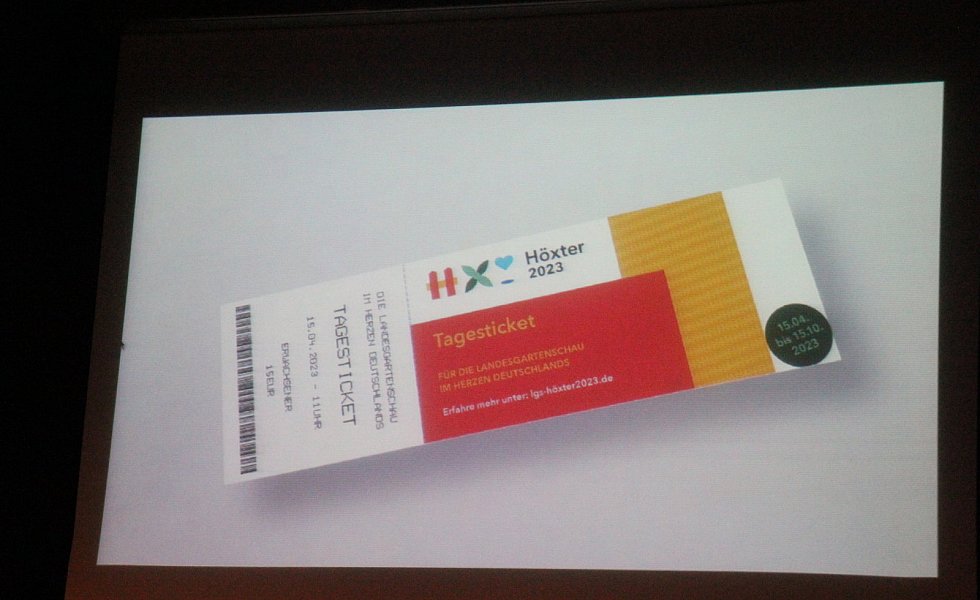 DIE LANDESGARTENSCHAU
IM HERZEN DEUTSCHLANDS
TAGESTICKET
15.04.2023 - 11UHR
ERWACHSENER
15EUR
HX
Höxter
2023
Tagesticket
FÜR DIE LANDESGARTENSCHAU
IM HERZEN DEUTSCHLANDS
Erfahre mehr unter: lgs-höxter2023.de
15.04.
bis 15.10.
2023